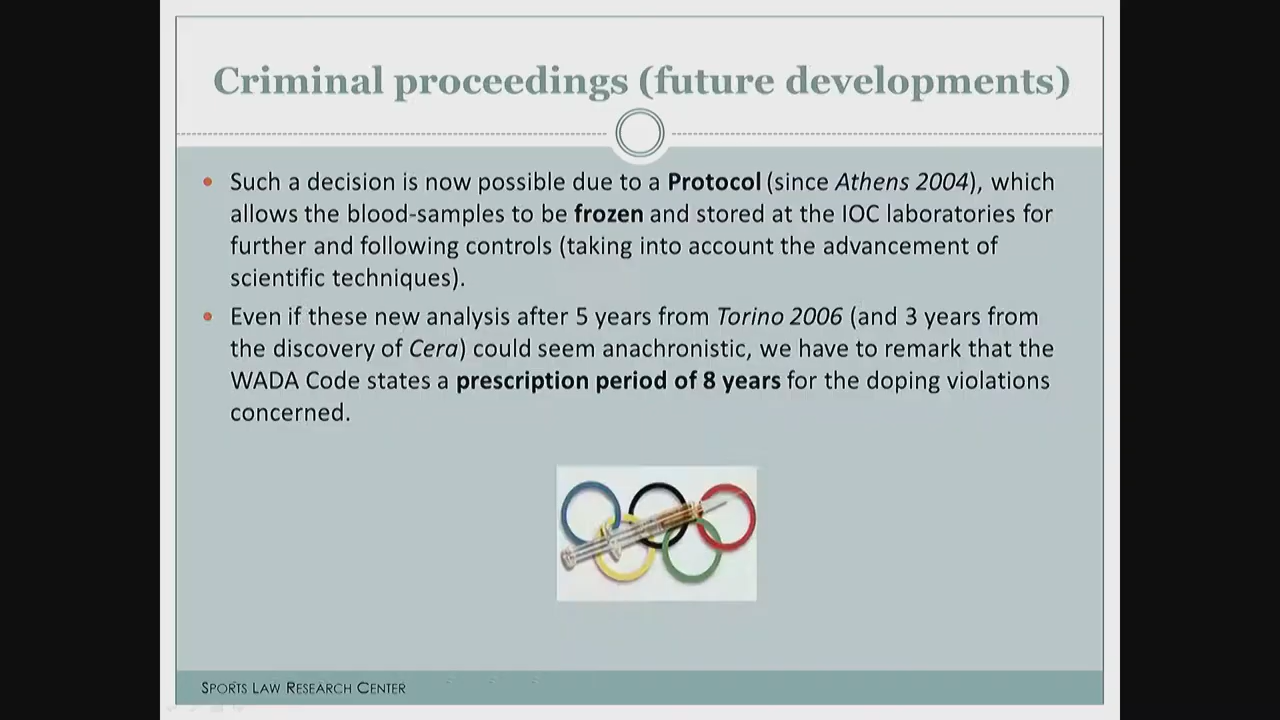 Criminal proceedings (future developments)
• Such a decision is now possible due to a Protocol (since Athens 2004), which
allows the blood-samples to be frozen and stored at the IOC laboratories for
further and following controls (taking into account the advancement of
scientific techniques).
• Even if these new analysis after 5 years from Torino 2006 (and 3 years from
the discovery of Cera) could seem anachronistic, we have to remark that the
WADA Code states a prescription period of 8 years for the doping violations
concerned.
SPORTS LAW RESEARCH CENTER